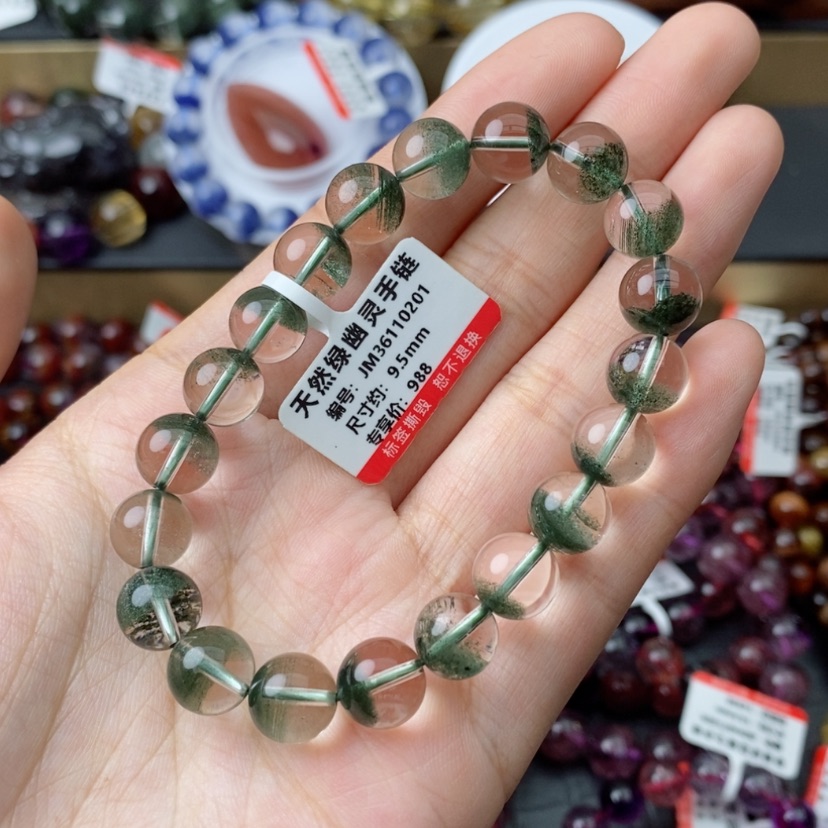 天然绿幽灵手链
编号: JM36110201
尺寸约: 9.5mm
专享价: 988
标签撕毁 恕不退换